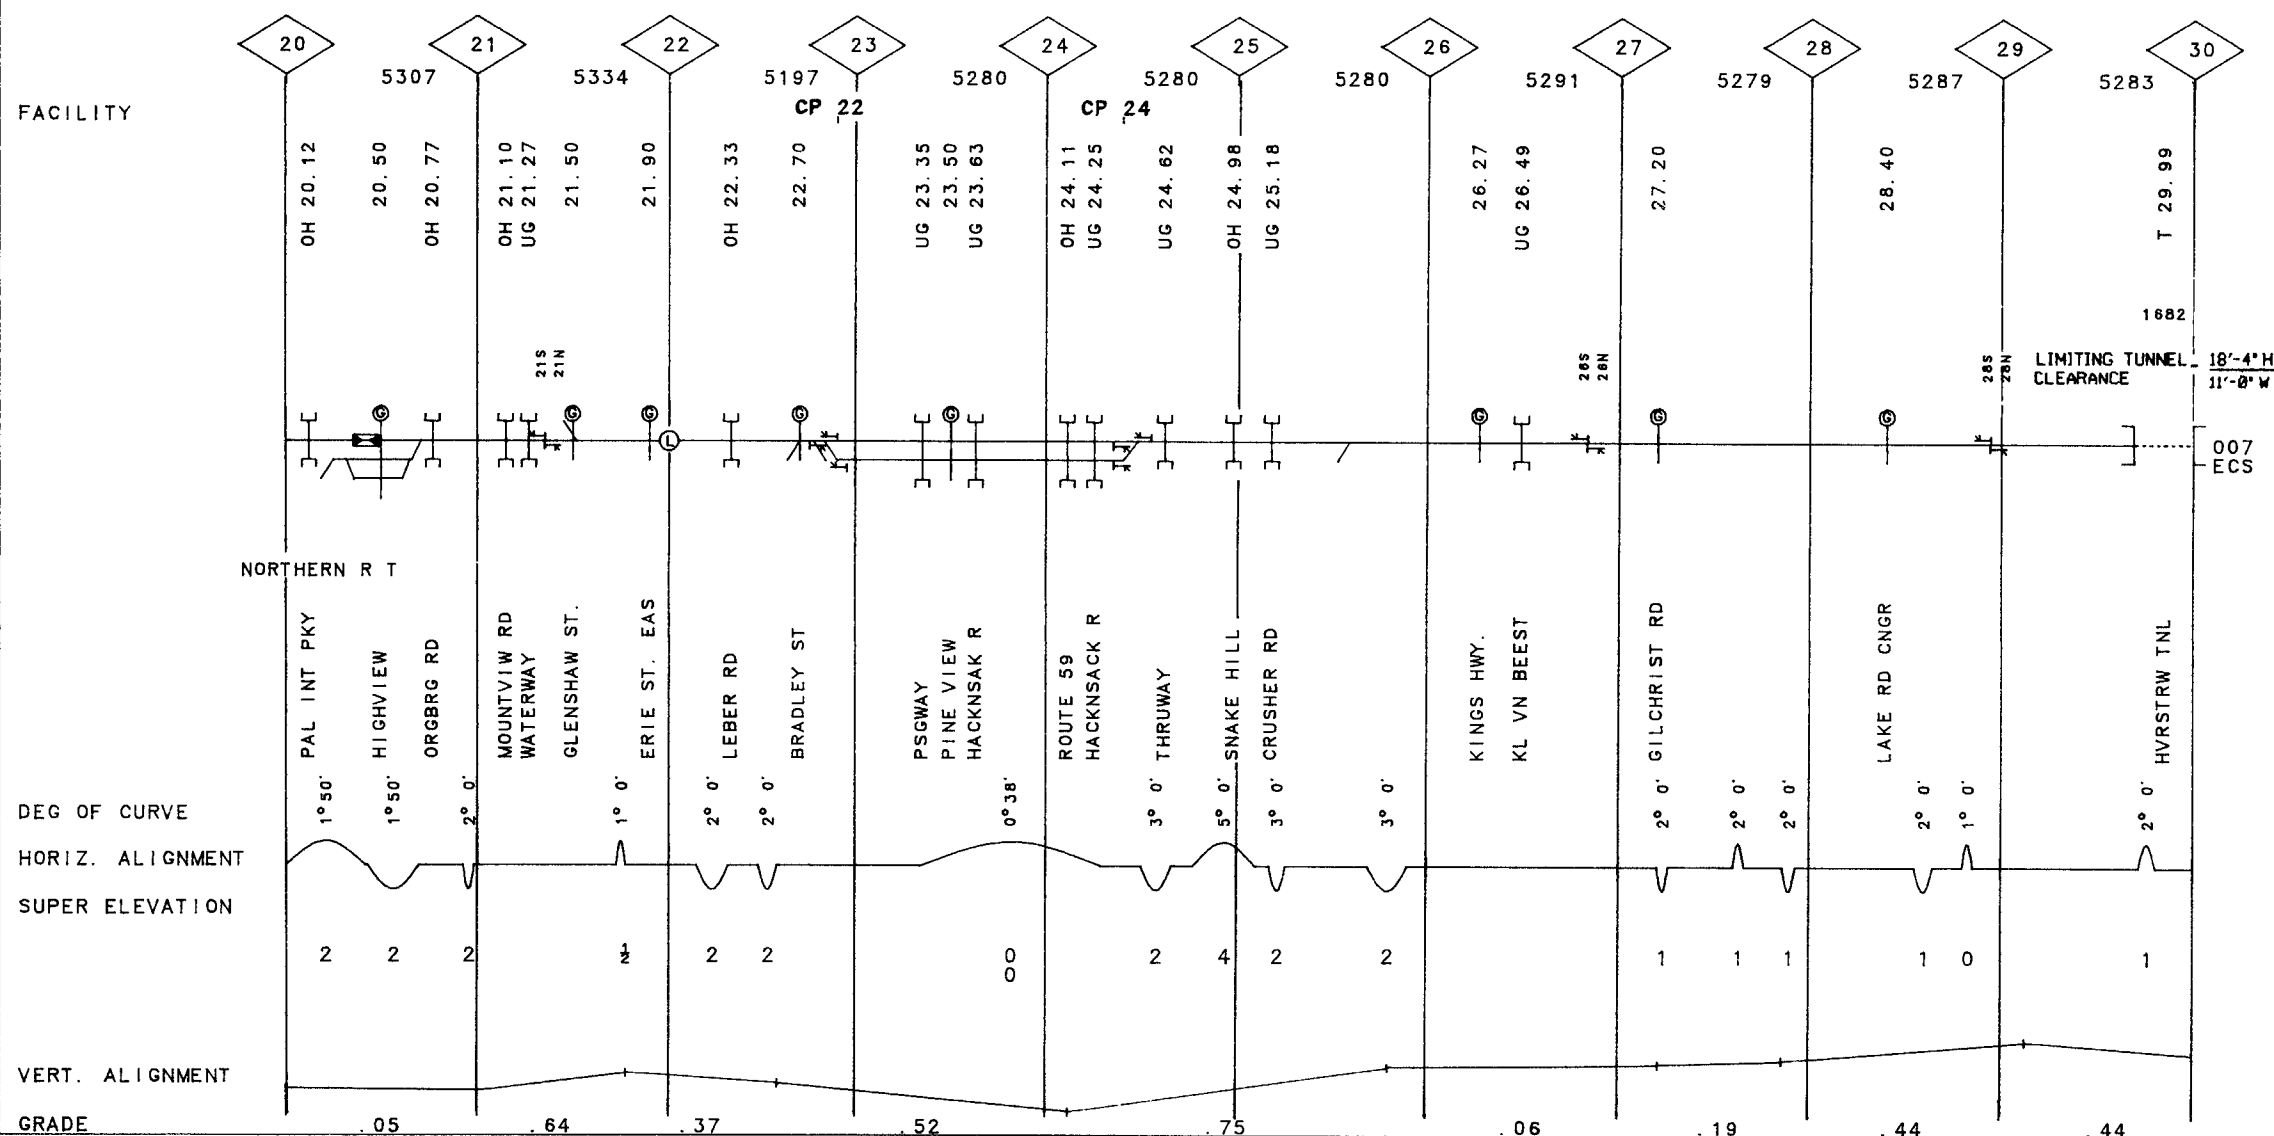 20 21 22 23 24 25 26 27 28 29 30
5307 5334 5197 5280 5280 5280 5291 5279 5287 5283
CP 22 CP 24
FACILITY
OH 20.12
20.50
OH 20.77
OH 21.10
UG 21.27
21.50
21.90
OH 22.33
22.70
UG 23.35
23.50
UG 23.63
OH 24.11
UG 24.25
UG 24.62
OH 24.98
UG 25.18
26.27
UG 26.49
27.20
28.40
T 29.99
1682
21S
21N
26S
26N
28S
28N
LIMITING TUNNEL - 18'-4" H
CLEARANCE 11'-0" W
G G G G G G G G
L
007
ECS
NORTHERN R T
PAL INT PKY
HIGHVIEW
ORGBRG RD
MOUNTVIW RD
WATERWAY
GLENSHAW ST.
ERIE ST. EAS
LEBER RD
BRADLEY ST
PSGWAY
PINE VIEW
HACKNSAK R
ROUTE 59
HACKNSACK R
THRUWAY
SNAKE HILL
CRUSHER RD
KINGS HWY.
KL VN BEEST
GILCHRIST RD
LAKE RD CNGR
HVRSTRW TNL
DEG OF CURVE
1° 50' 1° 50' 2° 0' 1° 0' 2° 0' 2° 0' 0° 38' 3° 0' 5° 0' 3° 0' 3° 0' 2° 0' 2° 0' 2° 0' 2° 0' 1° 0' 2° 0'
HORIZ. ALIGNMENT
SUPER ELEVATION
2 2 2 1/2 2 2 0 2 4 2 2 1 1 1 1 0 1
0
VERT. ALIGNMENT
GRADE .05 .64 .37 .52 .75 .06 .19 .44 .44